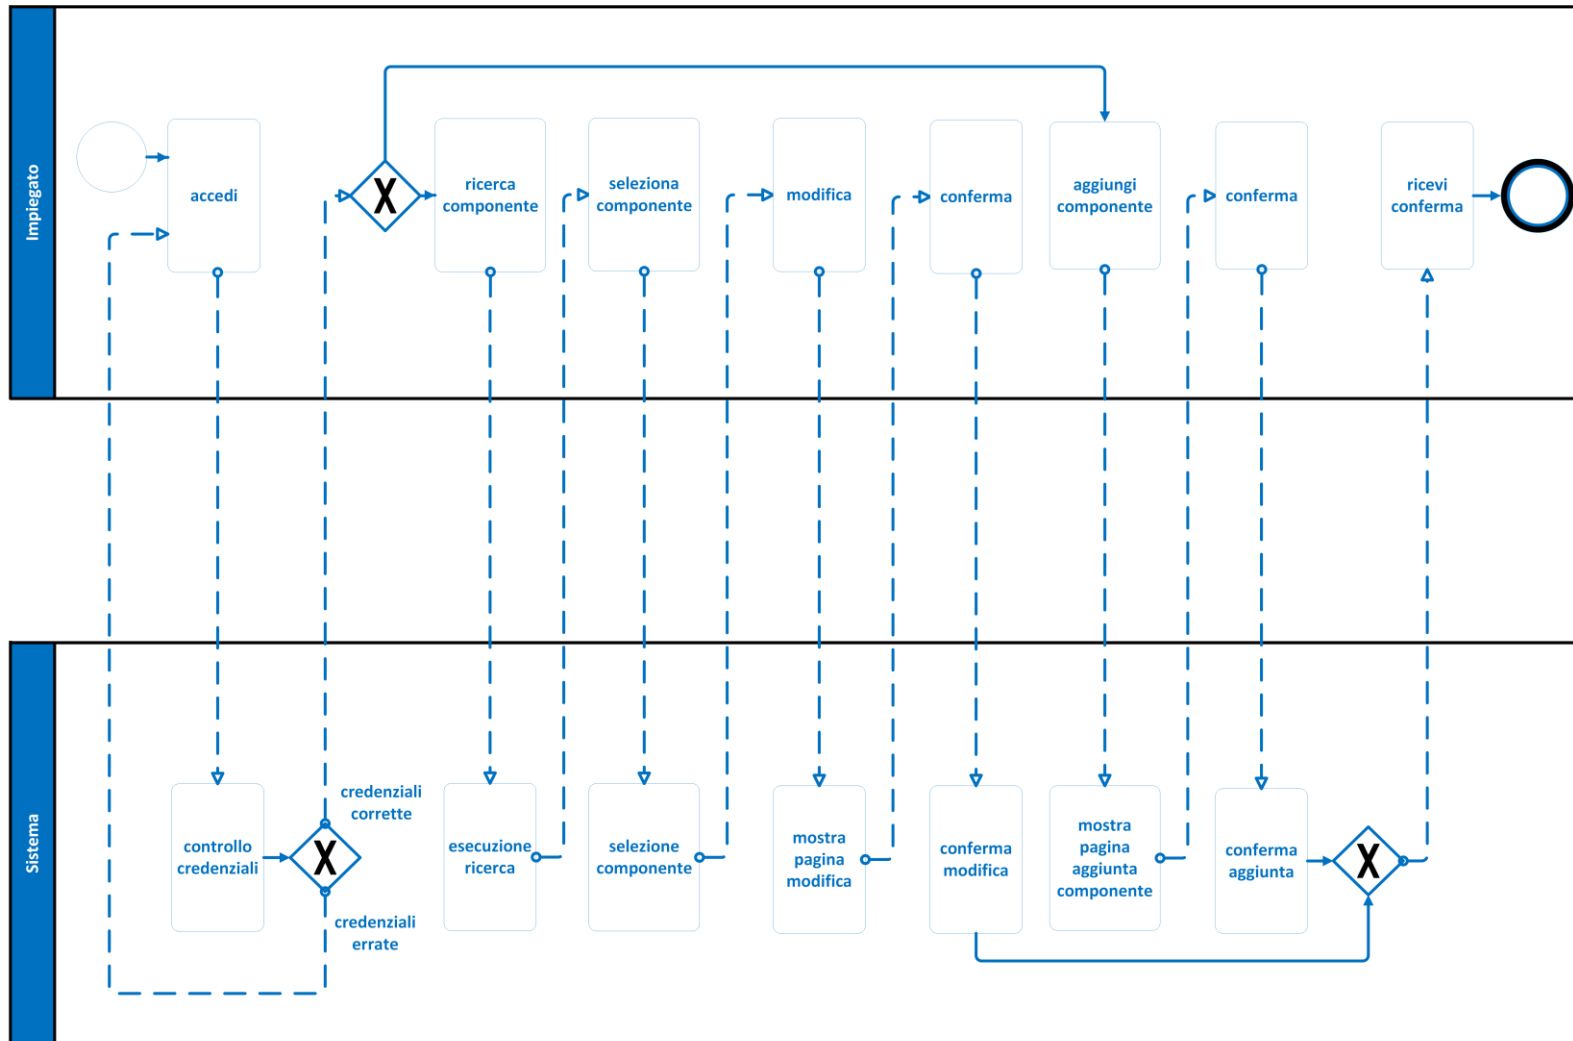 Impiegato
accedi
X
ricerca
componente
seleziona
componente
modifica
conferma
aggiungi
componente
conferma
ricevi
conferma
Sistema
controllo
credenziali
X
credenziali
corrette
credenziali
errate
esecuzione
ricerca
selezione
componente
mostra
pagina
modifica
conferma
modifica
mostra
pagina
aggiunta
componente
conferma
aggiunta
X